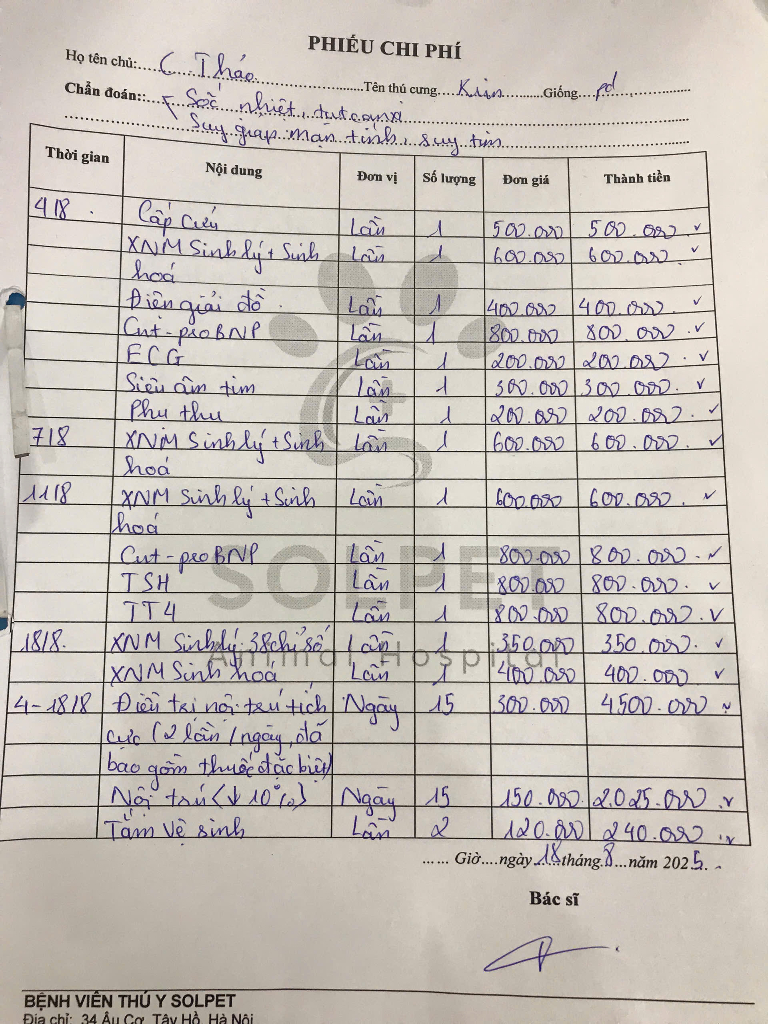 PHIẾU CHI PHÍ
Họ tên chủ: C Thảo Tên thú cưng Kun Giống pd
Chẩn đoán: Sốc nhiệt, tụt canxi
Suy giáp mạn tính, suy tim
Thời gian Nội dung Đơn vị Số lượng Đơn giá Thành tiền
4/8 Cấp cứu Lần 1 500.000 500.000
XNM Sinh lý + Sinh Lần 1 600.000 600.000
hoá
Điện giải đồ Lần 1 400.000 400.000
Cut-proBNP Lần 1 800.000 800.000
ECG Lần 1 200.000 200.000
Siêu âm tim Lần 1 300.000 300.000
Phụ thu Lần 1 200.000 200.000
7/8 XNM Sinh lý + Sinh Lần 1 600.000 600.000
hoá
11/8 XNM Sinh lý + Sinh Lần 1 600.000 600.000
hoá
Cut-proBNP Lần 1 800.000 800.000
SOLPET
TSH Lần 1 800.000 800.000
TT4 Lần 1 800.000 800.000
18/8. XNM Sinh lý 38 chỉ số Lần 1 350.000 350.000
Animal Hospital
XNM Sinh hoá Lần 1 400.000 400.000
4-18/8 Điều trị nội trú tích Ngày 15 300.000 4500.000
cực (2 lần/ngày, đã
bao gồm thuốc đặc biệt)
Nội trú (↓10%) Ngày 15 150.000 2.025.000
Tắm vệ sinh Lần 2 120.000 240.000
...... Giờ....ngày 18 tháng 8 năm 2025.
Bác sĩ
BỆNH VIỆN THÚ Y SOLPET
Địa chỉ: 34 Âu Cơ, Tây Hồ, Hà Nội